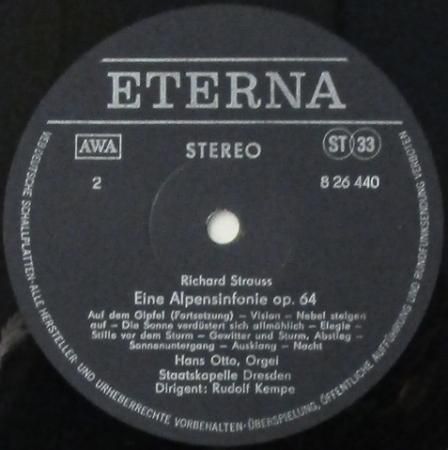 ETERNA
AWA
STEREO
ST 33
2
8 26 440
Richard Strauss
Eine Alpensinfonie op. 64
Auf dem Gipfel (Fortsetzung) – Vision – Nebel steigen
auf – Die Sonne verdüstert sich allmählich – Elegie –
Stille vor dem Sturm – Gewitter und Sturm, Abstieg –
Sonnenuntergang – Ausklang – Nacht
Hans Otto, Orgel
Staatskapelle Dresden
Dirigent: Rudolf Kempe
VEB DEUTSCHE SCHALLPLATTEN · ALLE HERSTELLER- UND URHEBERRECHTE VORBEHALTEN · ÜBERSPIELUNG, ÖFFENTLICHE AUFFÜHRUNG UND RUNDFUNKSENDUNG VERBOTEN